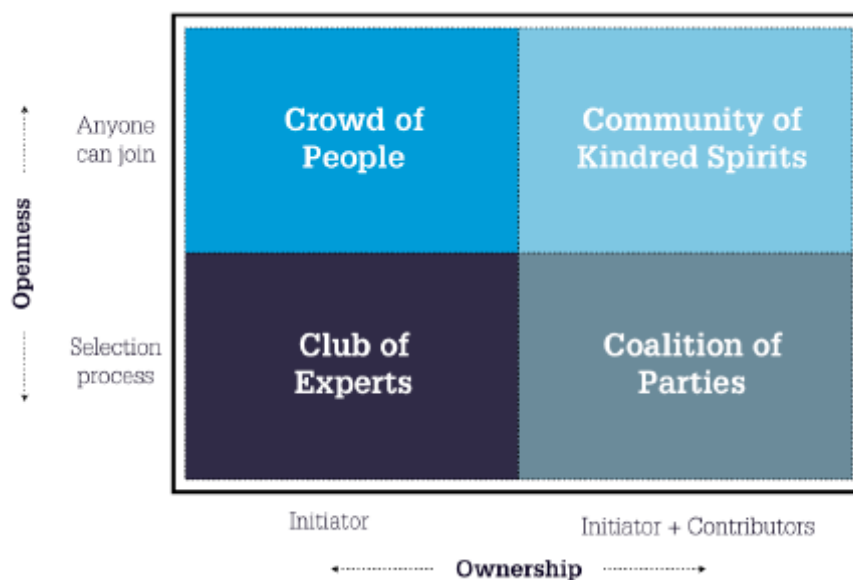 Anyone
can join
Crowd of
People
Community of
Kindred Spirits
Openness
Selection
process
Club of
Experts
Coalition of
Parties
Initiator
Initiator + Contributors
Ownership